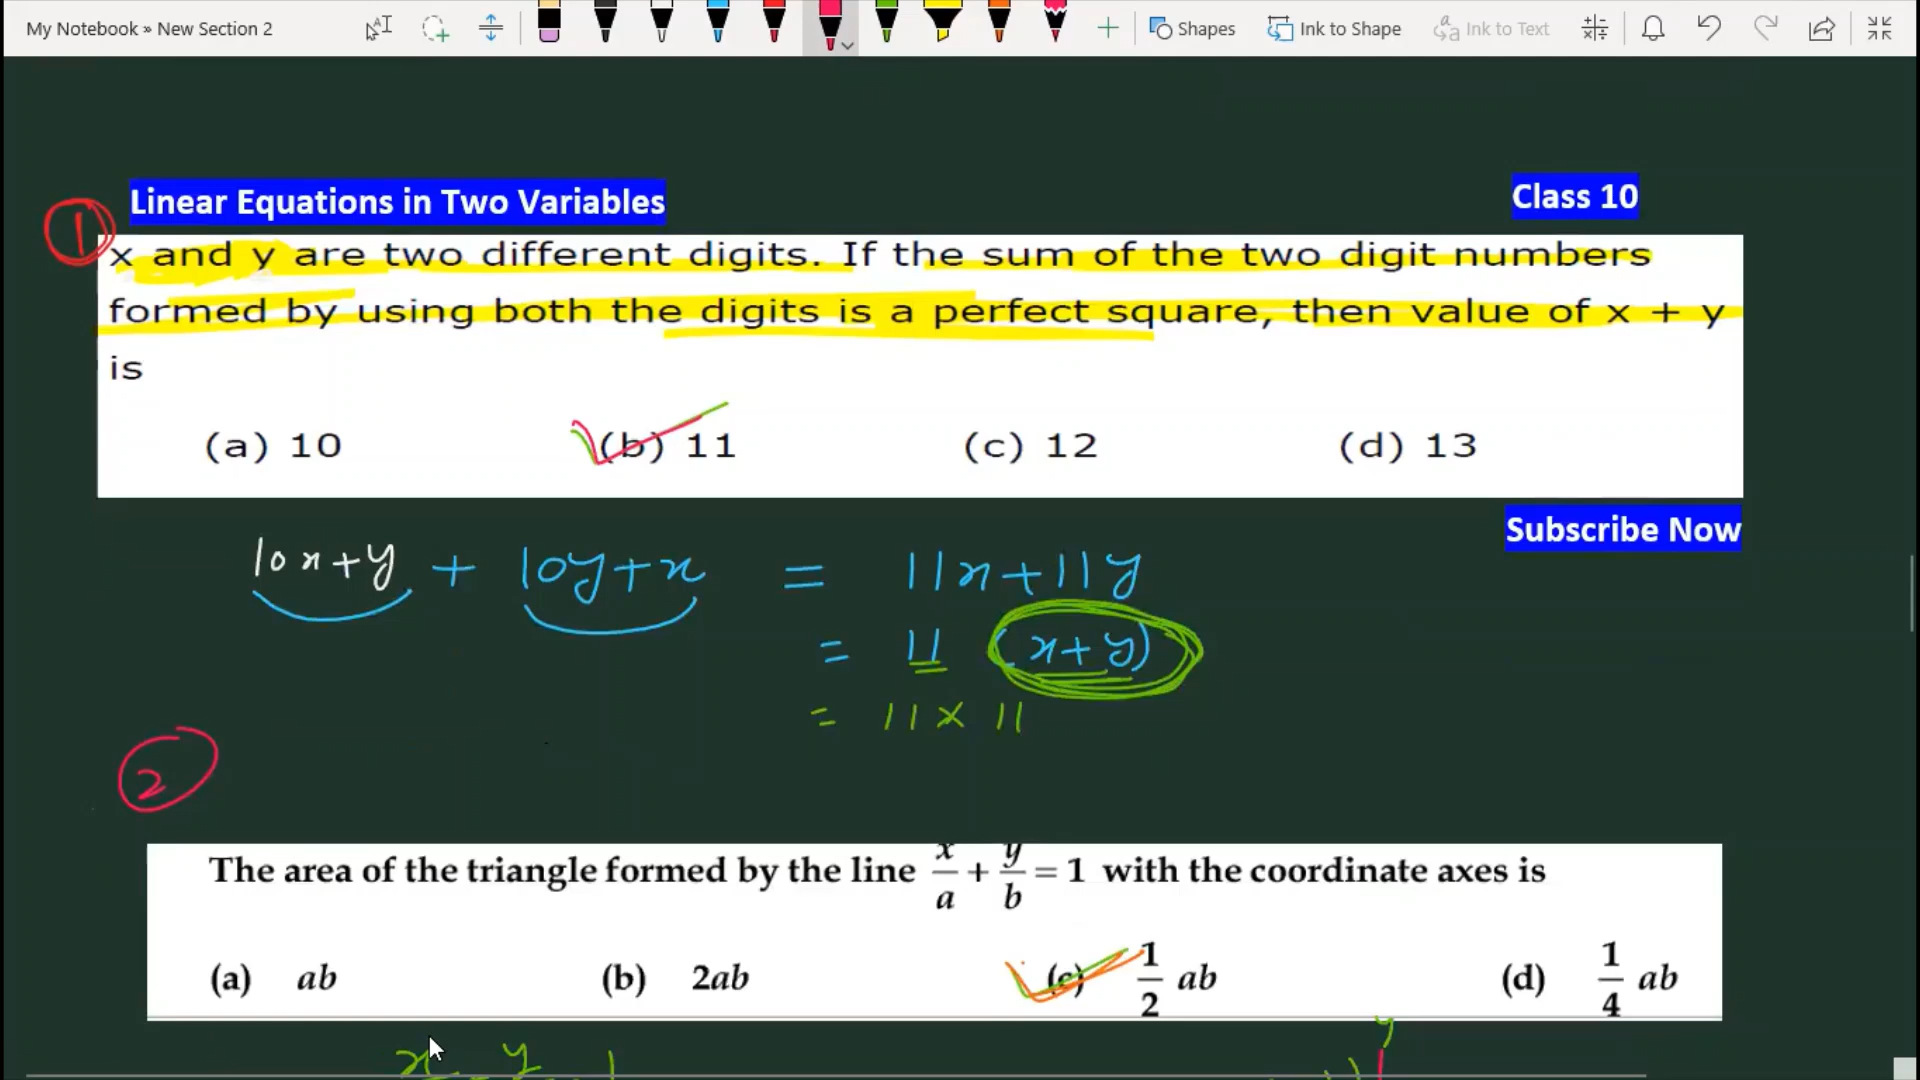 My Notebook » New Section 2
Shapes
Ink to Shape
Ink to Text
Linear Equations in Two Variables
Class 10
1
x and y are two different digits. If the sum of the two digit numbers
formed by using both the digits is a perfect square, then value of x + y
is
(a) 10 (b) 11 (c) 12 (d) 13
Subscribe Now
10x+y + 10y+x = 11x+11y
= 11 (x+y)
= 11 × 11
2
The area of the triangle formed by the line x/a + y/b = 1 with the coordinate axes is
(a) ab (b) 2ab (c) 1/2 ab (d) 1/4 ab
y